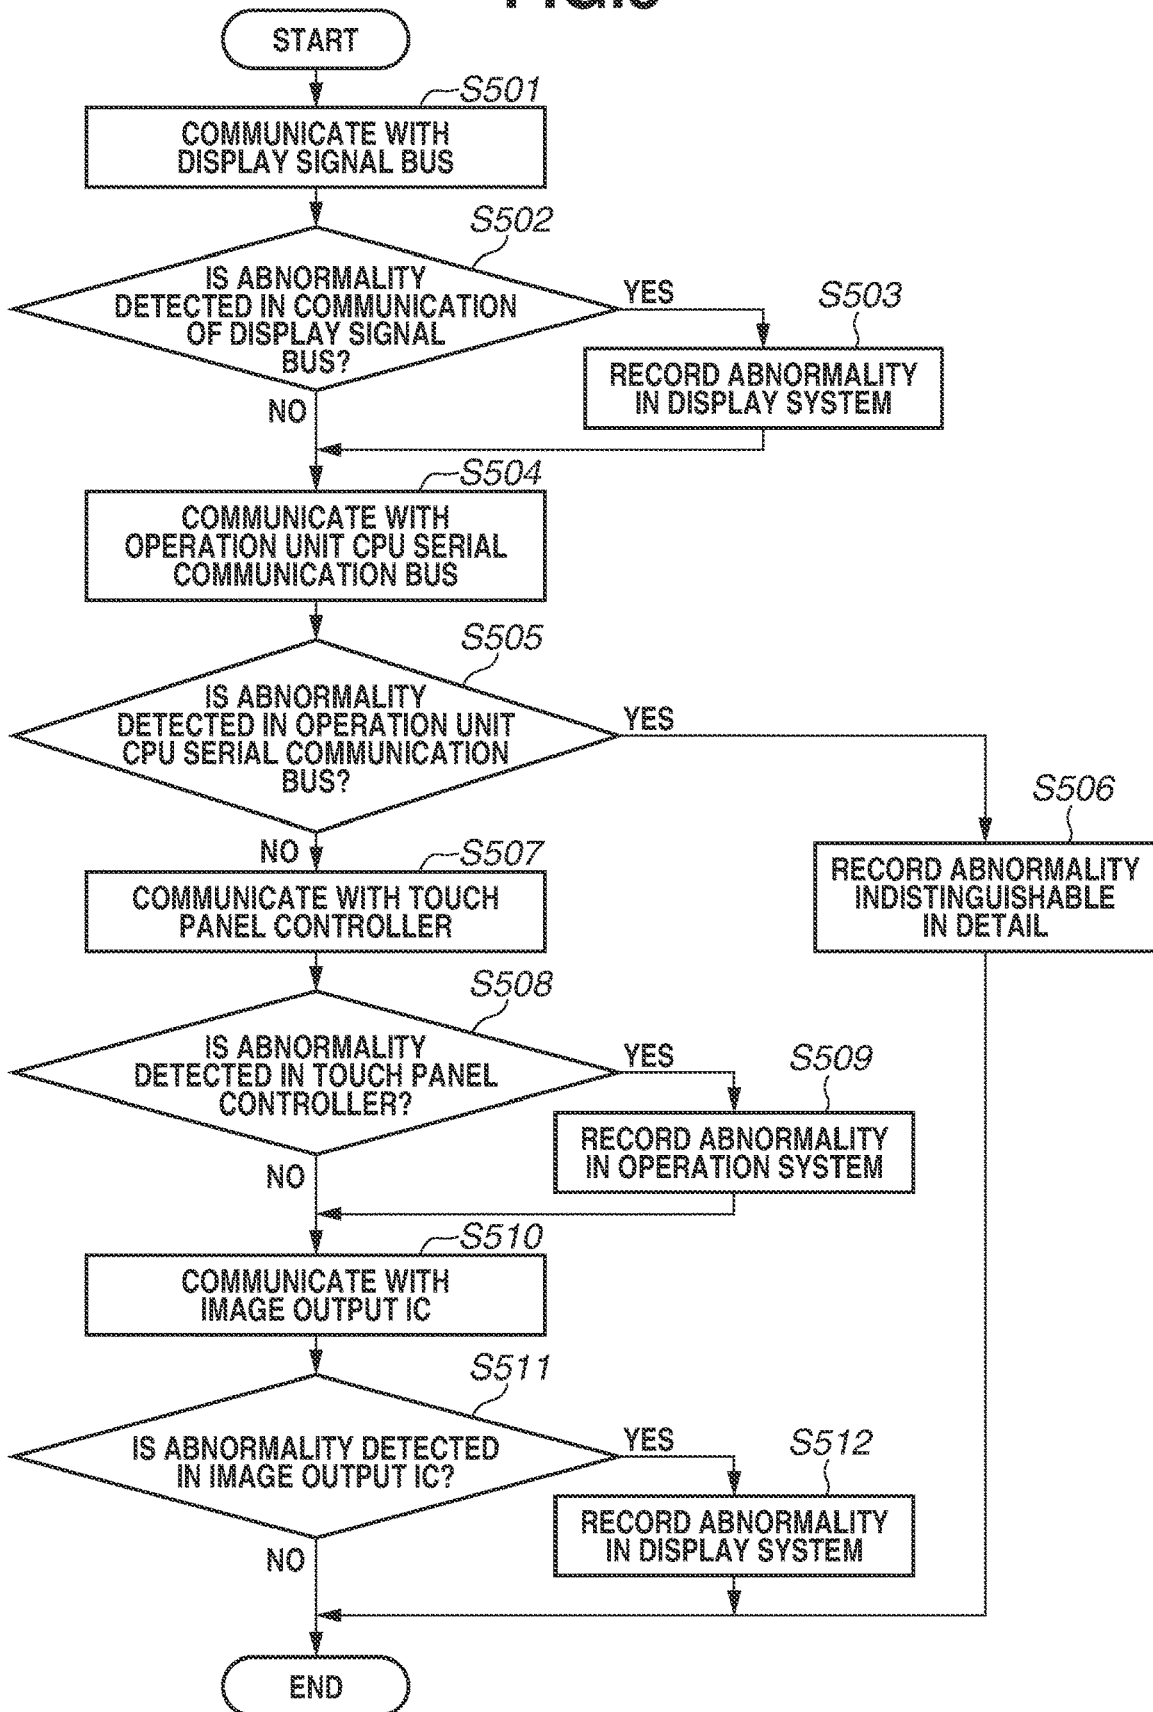 START
S501
COMMUNICATE WITH
DISPLAY SIGNAL BUS
S502
IS ABNORMALITY
DETECTED IN COMMUNICATION
OF DISPLAY SIGNAL
BUS?
YES
NO
S503
RECORD ABNORMALITY
IN DISPLAY SYSTEM
S504
COMMUNICATE WITH
OPERATION UNIT CPU SERIAL
COMMUNICATION BUS
S505
IS ABNORMALITY
DETECTED IN OPERATION UNIT
CPU SERIAL COMMUNICATION
BUS?
YES
NO
S506
RECORD ABNORMALITY
INDISTINGUISHABLE
IN DETAIL
S507
COMMUNICATE WITH TOUCH
PANEL CONTROLLER
S508
IS ABNORMALITY
DETECTED IN TOUCH PANEL
CONTROLLER?
YES
NO
S509
RECORD ABNORMALITY
IN OPERATION SYSTEM
S510
COMMUNICATE WITH
IMAGE OUTPUT IC
S511
IS ABNORMALITY DETECTED
IN IMAGE OUTPUT IC?
YES
NO
S512
RECORD ABNORMALITY
IN DISPLAY SYSTEM
END